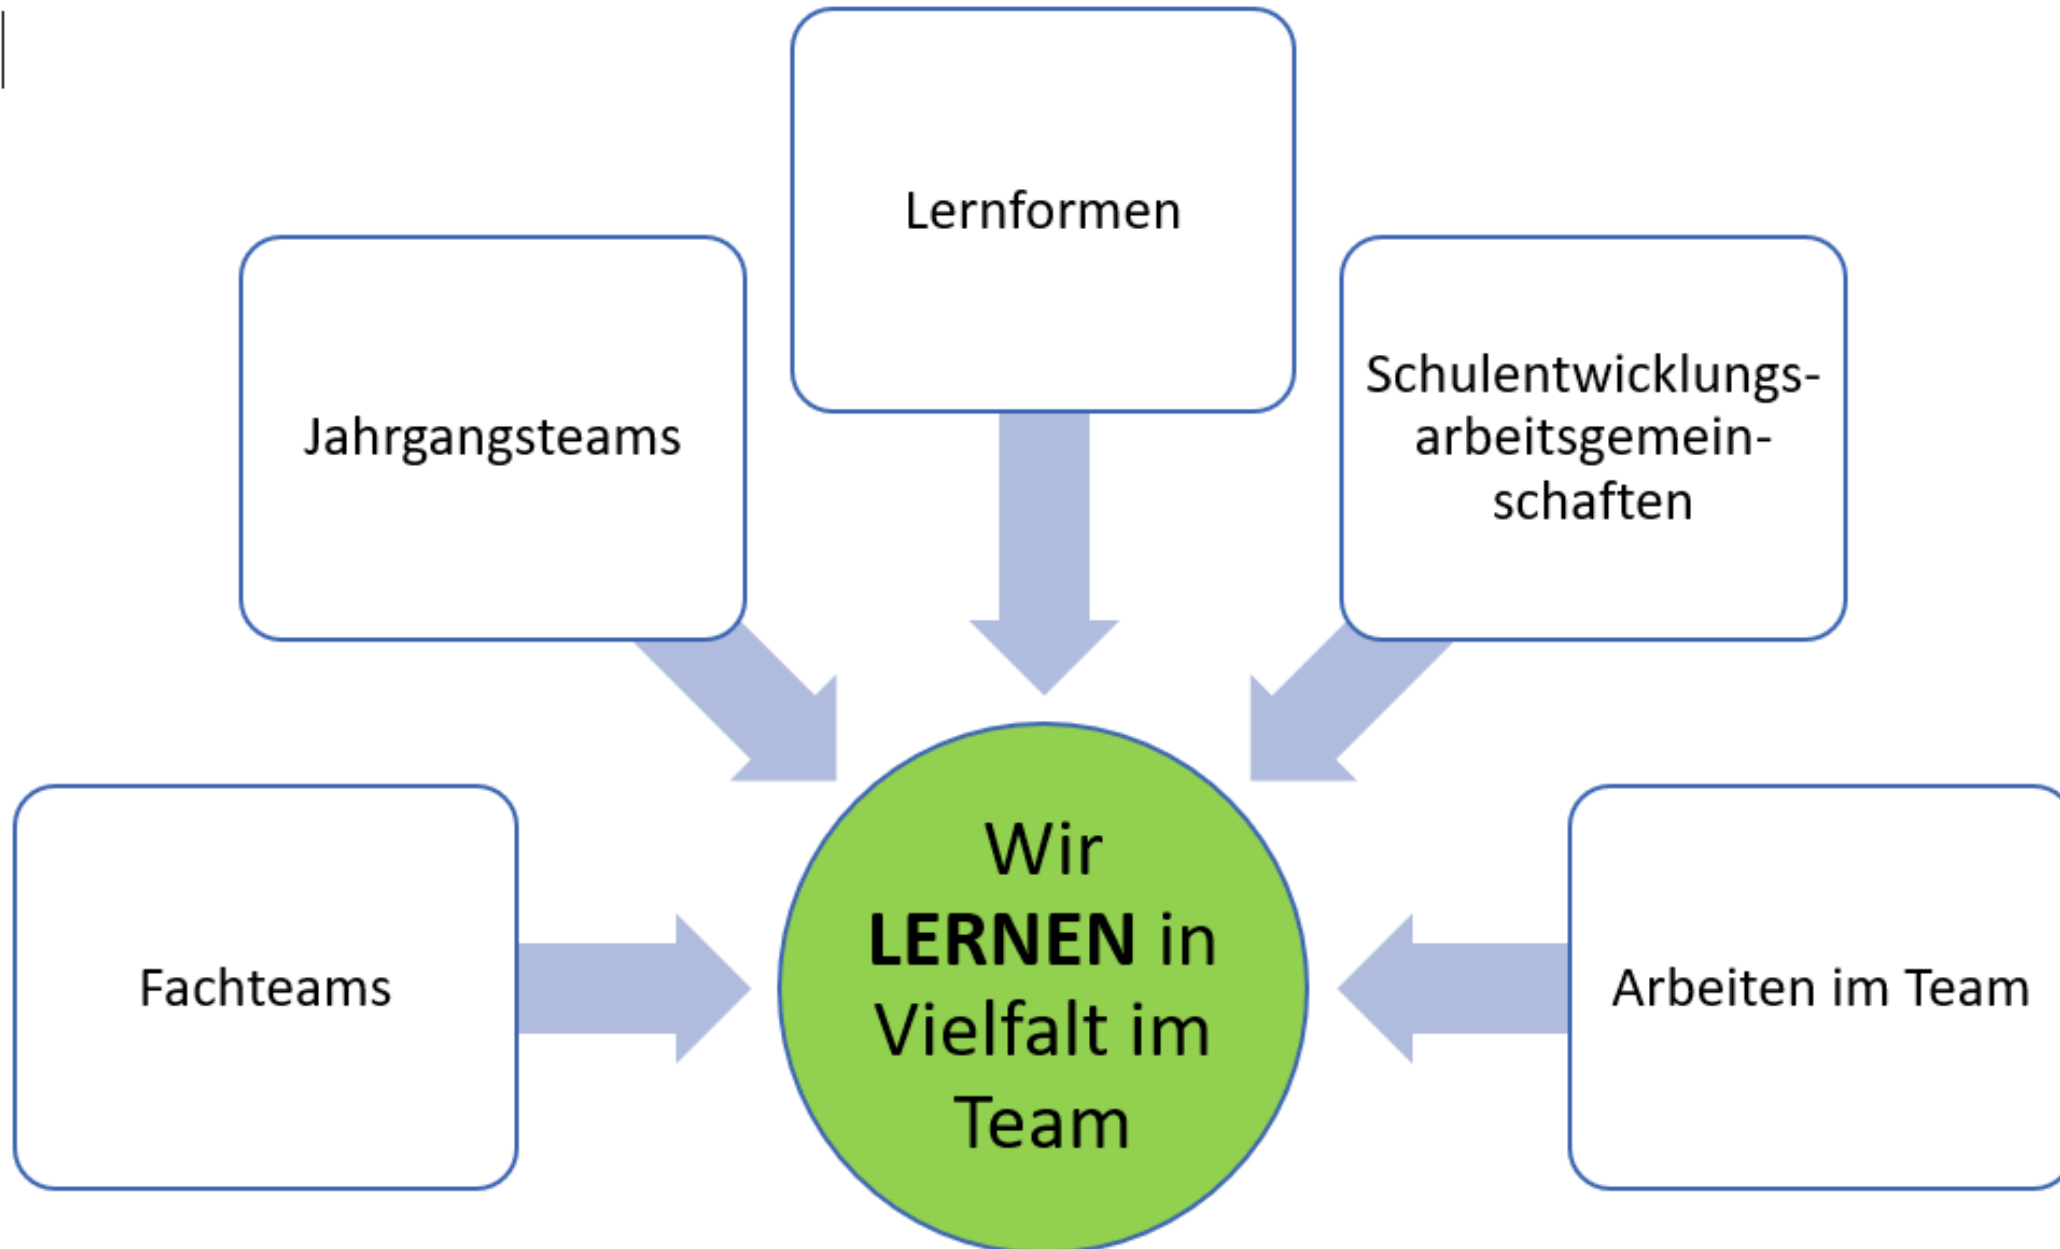 Lernformen
Jahrgangsteams
Schulentwicklungs-
arbeitsgemein-
schaften
Fachteams
Wir
LERNEN in
Vielfalt im
Team
Arbeiten im Team